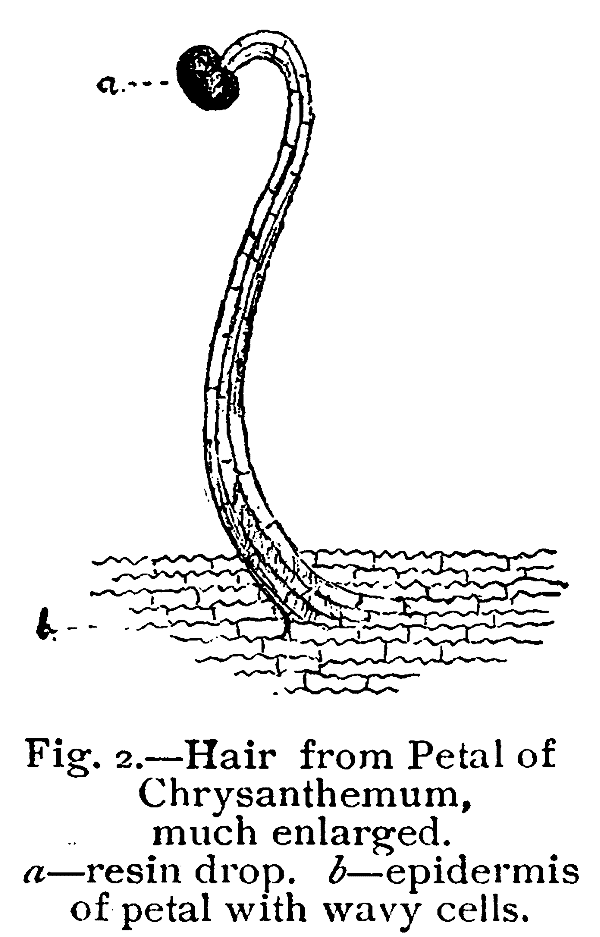 a.
b.
Fig. 2.—Hair from Petal of
Chrysanthemum,
much enlarged.
a—resin drop. b—epidermis
of petal with wavy cells.